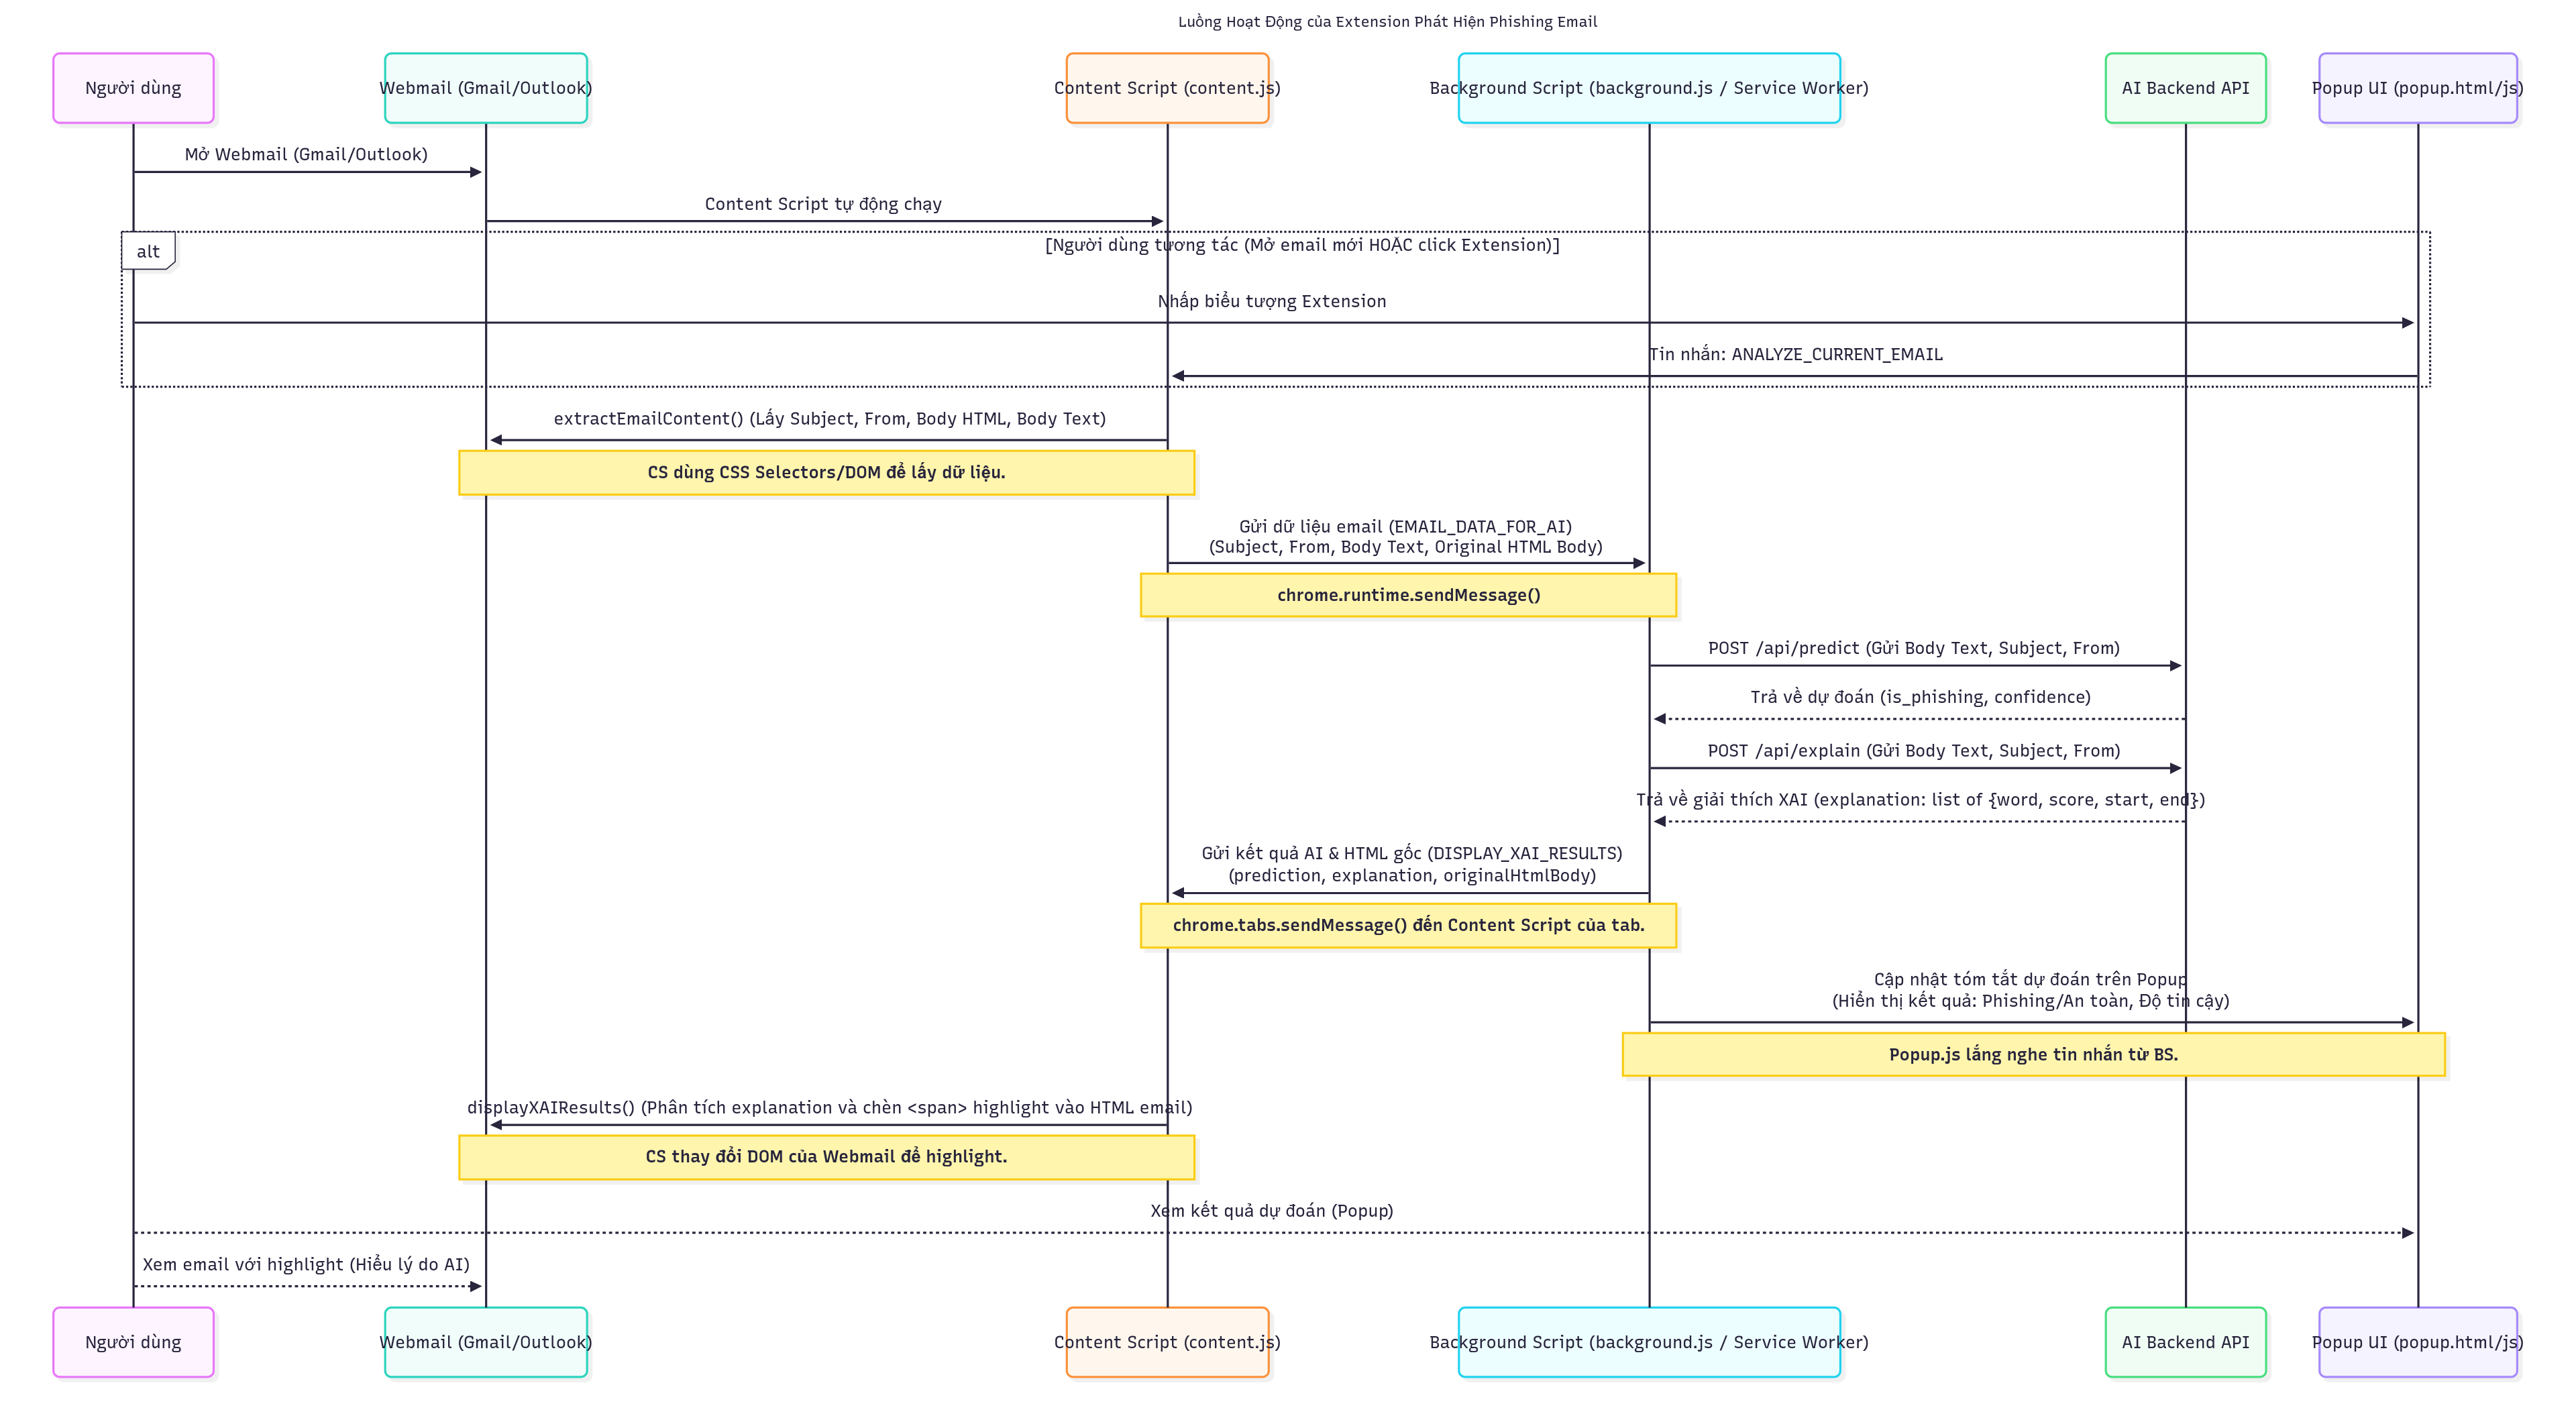 Luồng Hoạt Động của Extension Phát Hiện Phishing Email
Người dùng
Webmail (Gmail/Outlook)
Content Script (content.js)
Background Script (background.js / Service Worker)
AI Backend API
Popup UI (popup.html/js)
Mở Webmail (Gmail/Outlook)
Content Script tự động chạy
alt
[Người dùng tương tác (Mở email mới HOẶC click Extension)]
Nhấp biểu tượng Extension
Tin nhắn: ANALYZE_CURRENT_EMAIL
extractEmailContent() (Lấy Subject, From, Body HTML, Body Text)
CS dùng CSS Selectors/DOM để lấy dữ liệu.
Gửi dữ liệu email (EMAIL_DATA_FOR_AI)
(Subject, From, Body Text, Original HTML Body)
chrome.runtime.sendMessage()
POST /api/predict (Gửi Body Text, Subject, From)
Trả về dự đoán (is_phishing, confidence)
POST /api/explain (Gửi Body Text, Subject, From)
Trả về giải thích XAI (explanation: list of {word, score, start, end})
Gửi kết quả AI & HTML gốc (DISPLAY_XAI_RESULTS)
(prediction, explanation, originalHtmlBody)
chrome.tabs.sendMessage() đến Content Script của tab.
Cập nhật tóm tắt dự đoán trên Popup
(Hiển thị kết quả: Phishing/An toàn, Độ tin cậy)
Popup.js lắng nghe tin nhắn từ BS.
displayXAIResults() (Phân tích explanation và chèn <span> highlight vào HTML email)
CS thay đổi DOM của Webmail để highlight.
Xem kết quả dự đoán (Popup)
Xem email với highlight (Hiểu lý do AI)
Người dùng
Webmail (Gmail/Outlook)
Content Script (content.js)
Background Script (background.js / Service Worker)
AI Backend API
Popup UI (popup.html/js)